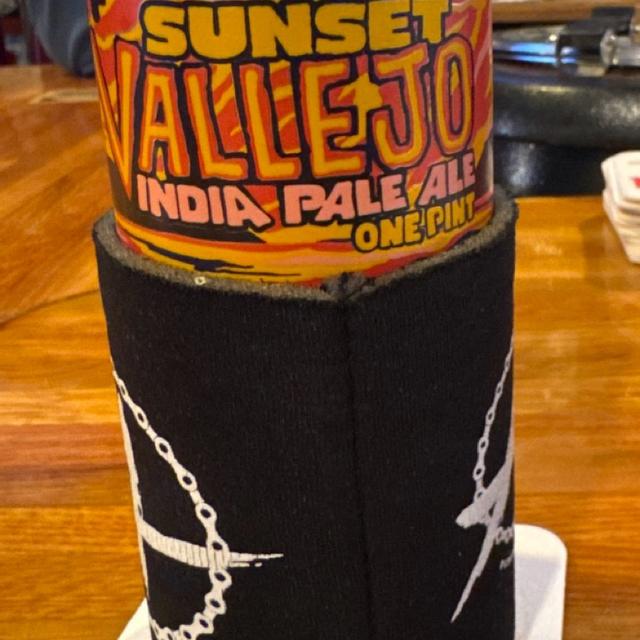 SUNSET
VALLEJO
INDIA PALE ALE
ONE PINT